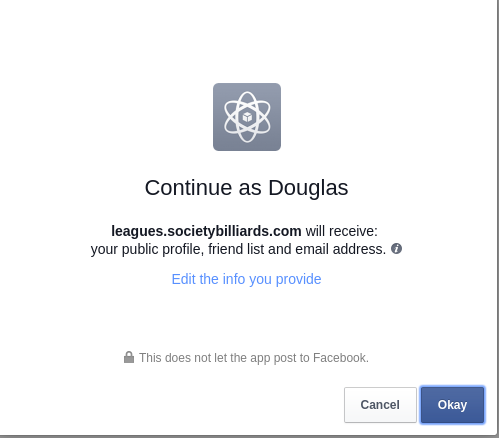 Continue as Douglas
leagues.societybilliards.com will receive:
your public profile, friend list and email address.
Edit the info you provide
This does not let the app post to Facebook.
Cancel Okay